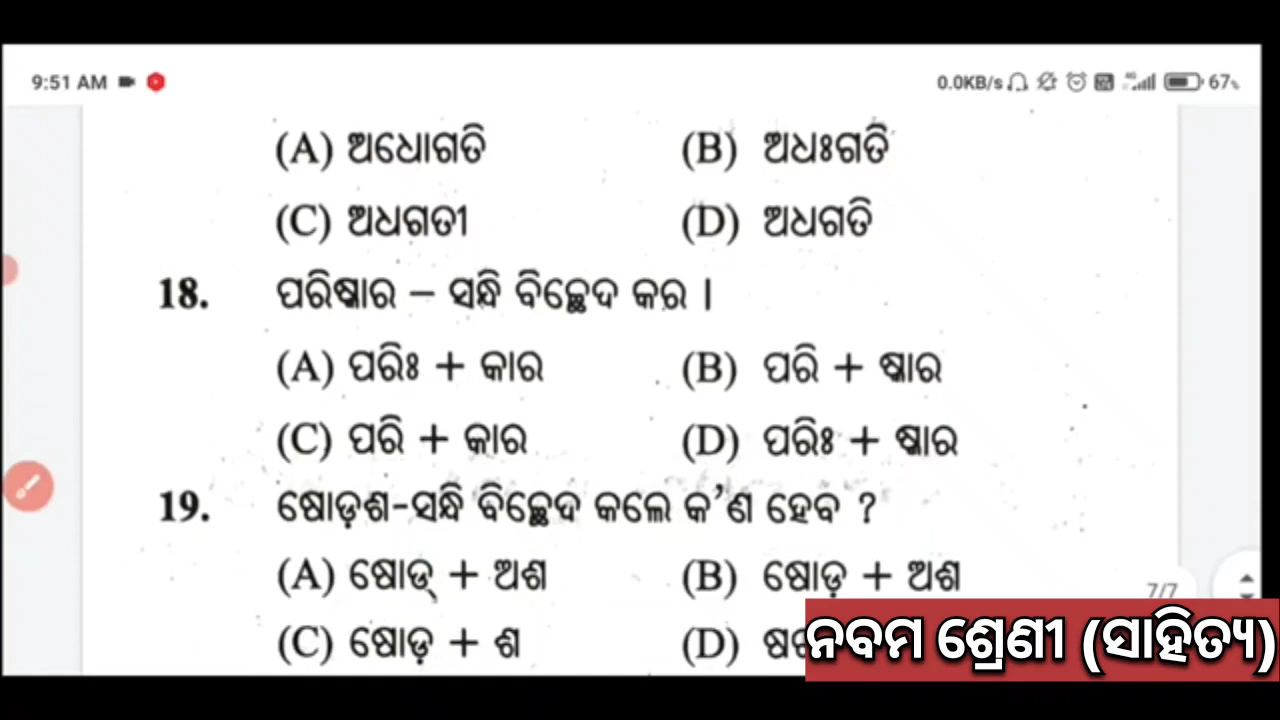 9:51 AM 0.0KB/s 4G 67%
(A) ଅଧୋଗତି (B) ଅଧଃଗତି
(C) ଅଧଗତୀ (D) ଅଧଗତି
18. ପରିଷ୍କାର – ସନ୍ଧି ବିଚ୍ଛେଦ କର ।
(A) ପରିଃ + କାର (B) ପରି + ଷ୍କାର
(C) ପରି + କାର (D) ପରିଃ + ଷ୍କାର
19. ଷୋଡ଼ଶ-ସନ୍ଧି ବିଚ୍ଛେଦ କଲେ କ'ଣ ହେବ ?
(A) ଷୋଡ୍ + ଅଶ (B) ଷୋଡ଼ + ଅଶ
7/7
(C) ଷୋଡ଼ + ଶ (D)
ନବମ ଶ୍ରେଣୀ (ସାହିତ୍ୟ)